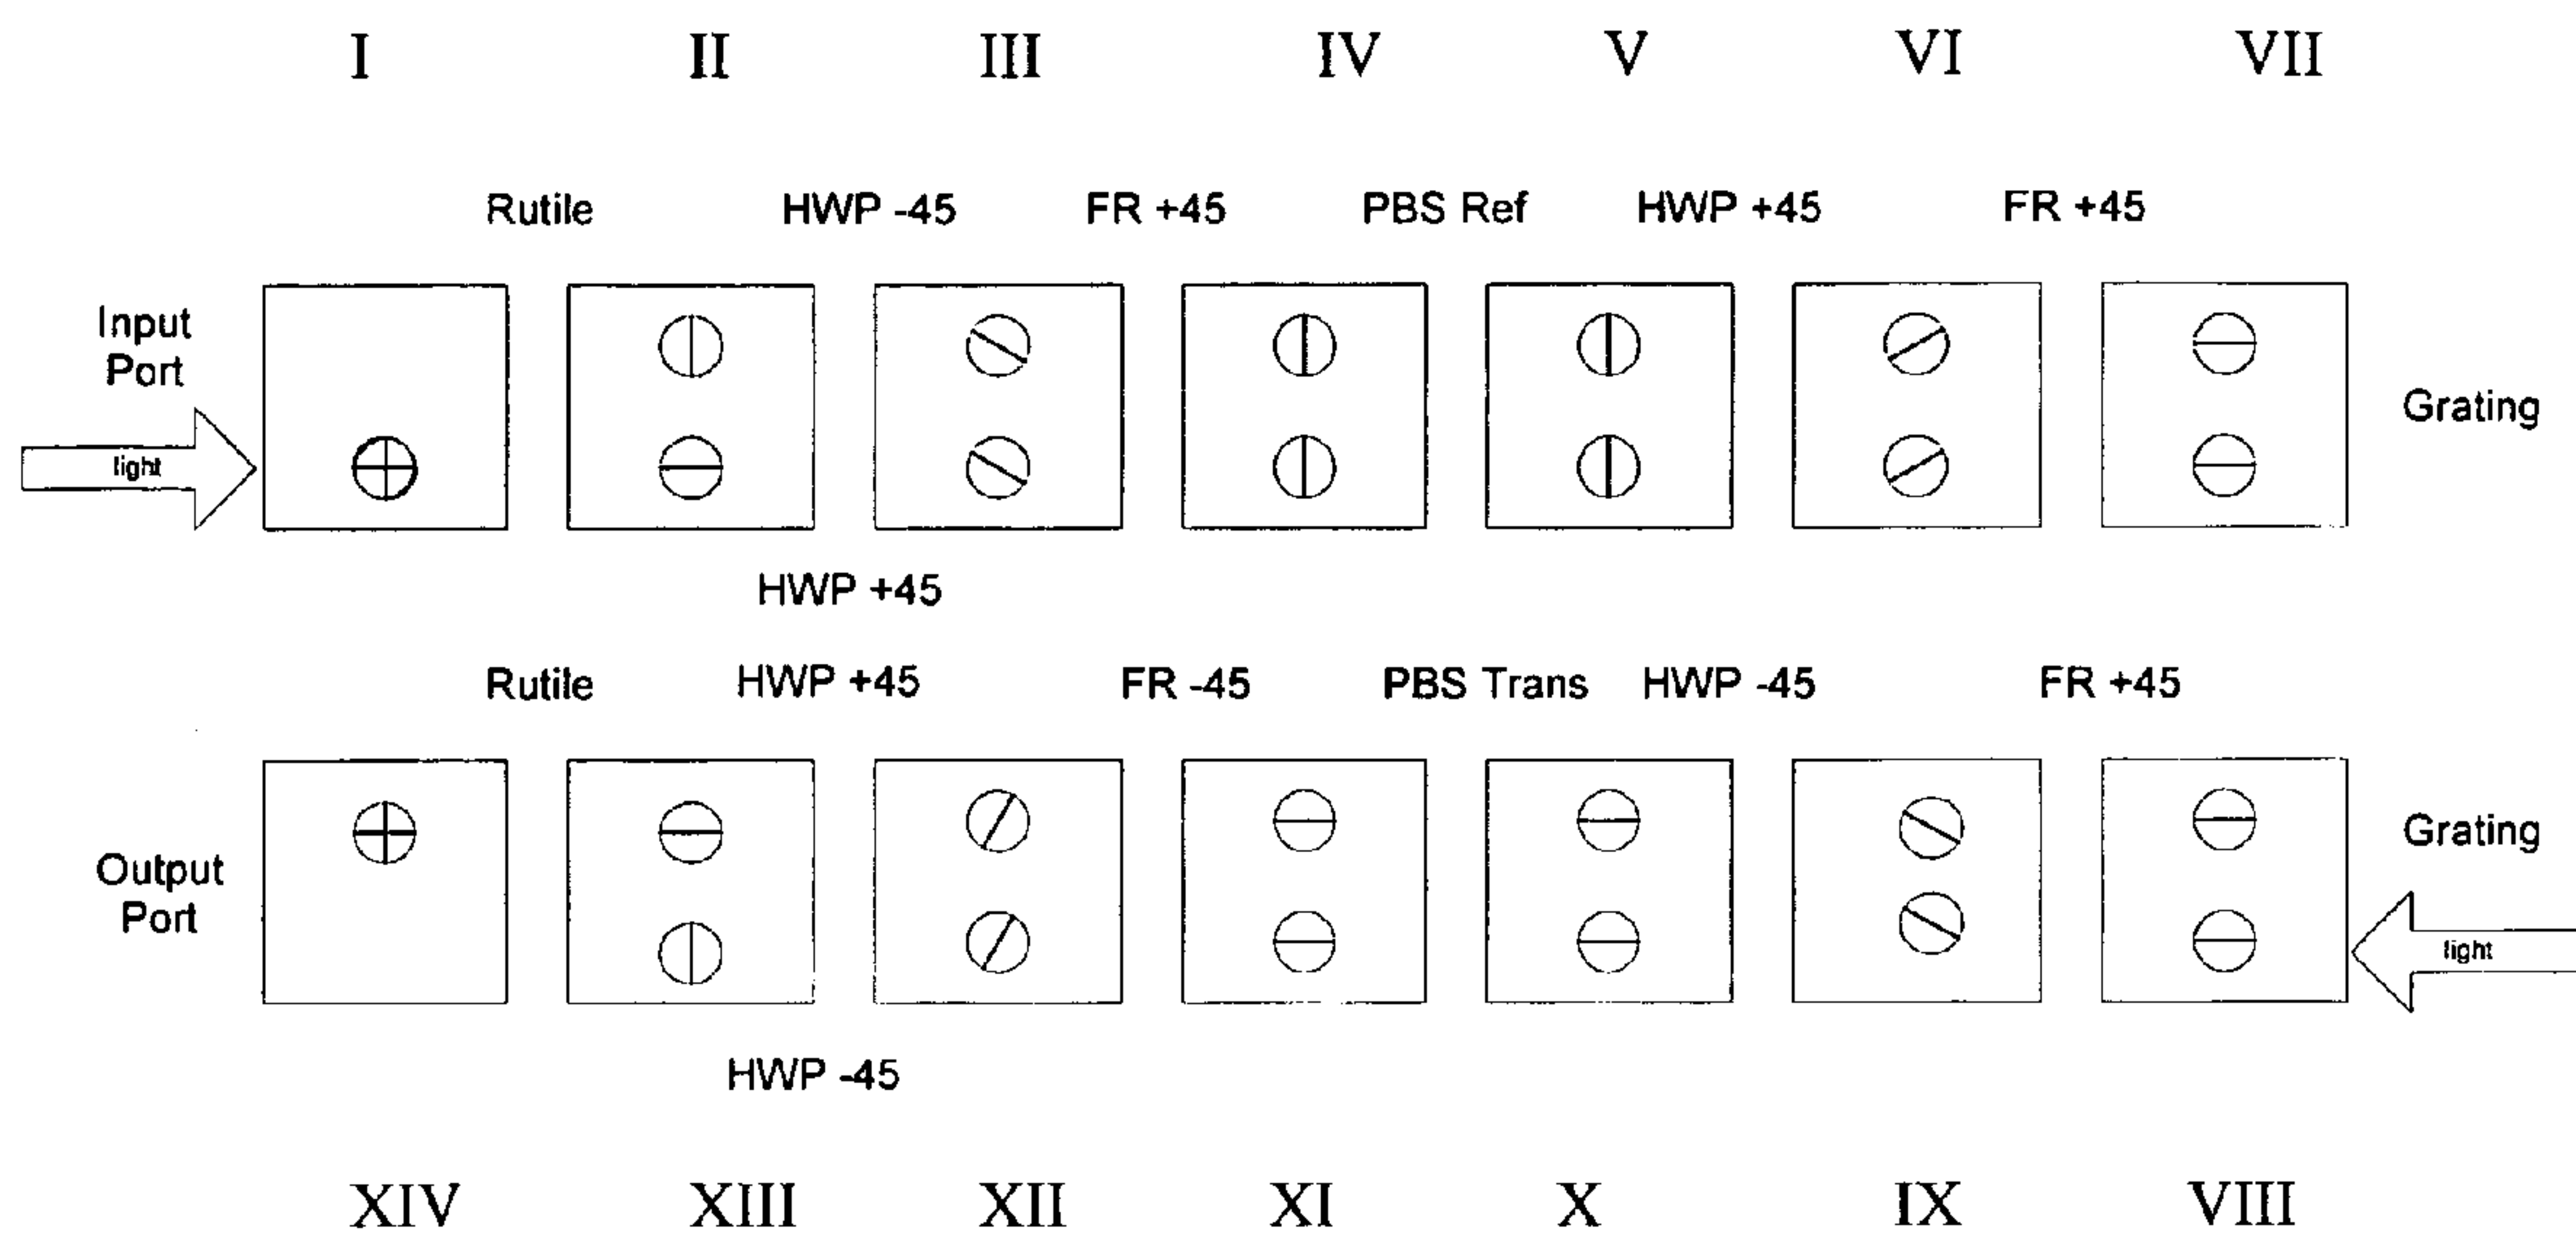 I II III IV V VI VII
Rutile HWP -45 FR +45 PBS Ref HWP +45 FR +45
Input
Port
light
Grating
HWP +45
Rutile HWP +45 FR -45 PBS Trans HWP -45 FR +45
Output
Port
Grating
light
HWP -45
XIV XIII XII XI X IX VIII